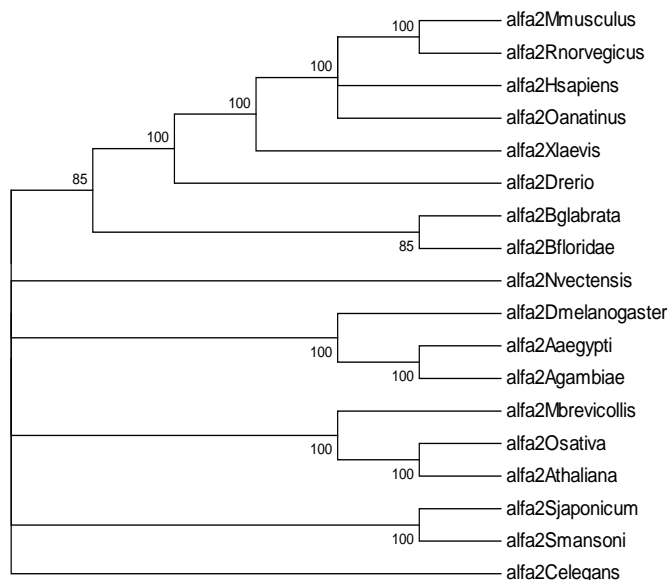 alfa2Mmusculus
100
alfa2Rnorvegicus
100
alfa2Hsapiens
100
alfa2Oanatinus
100
alfa2Xlaevis
85
alfa2Drerio
alfa2Bglabrata
85
alfa2Bfloridae
alfa2Nvectensis
alfa2Dmelanogaster
100
alfa2Aaegypti
100
alfa2Agambiae
alfa2Mbrevicollis
100
alfa2Osativa
100
alfa2Athaliana
alfa2Sjaponicum
100
alfa2Smansoni
alfa2Celegans